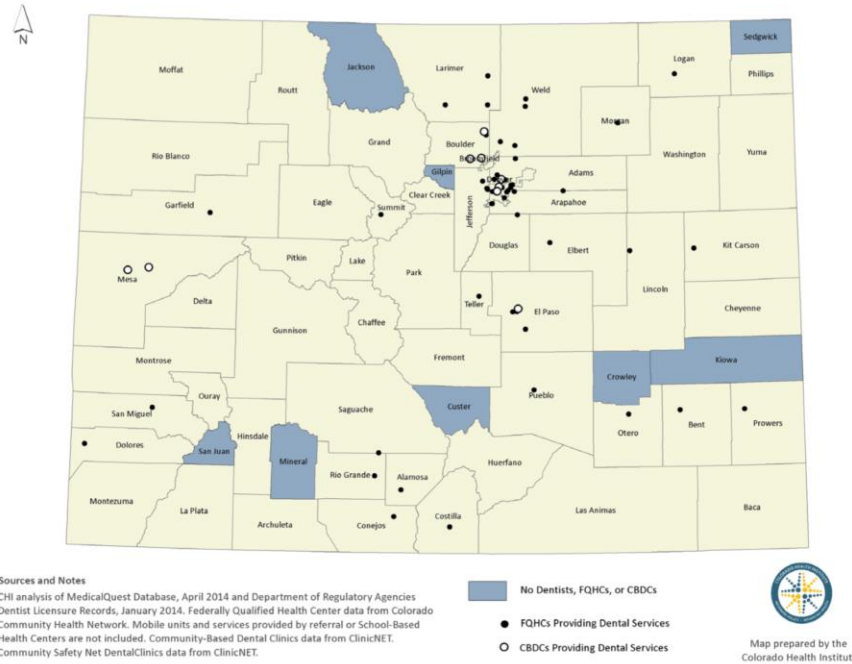 N
Sedgwick
Jackson
Logan
Moffat
Larimer
Phillips
Routt
Weld
Morgan
Grand
Boulder
Washington
Yuma
Rio Blanco
Broomfield
Gilpin
Adams
Clear Creek
Eagle
Garfield
Summit
Jefferson
Arapahoe
Douglas
Elbert
Kit Carson
Pitkin
Lake
Park
Mesa
Lincoln
Delta
Teller
El Paso
Cheyenne
Gunnison
Chaffee
Montrose
Fremont
Kiowa
Crowley
Ouray
Pueblo
San Miguel
Saguache
Custer
Bent
Prowers
Otero
Dolores
Hinsdale
San Juan
Mineral
Huerfano
Rio Grande
Alamosa
Montezuma
La Plata
Las Animas
Baca
Archuleta
Conejos
Costilla
Sources and Notes
CHI analysis of MedicalQuest Database, April 2014 and Department of Regulatory Agencies
Dentist Licensure Records, January 2014. Federally Qualified Health Center data from Colorado
Community Health Network. Mobile units and services provided by referral or School-Based
Health Centers are not included. Community-Based Dental Clinics data from ClinicNET.
Community Safety Net DentalClinics data from ClinicNET.
No Dentists, FQHCs, or CBDCs
FQHCs Providing Dental Services
CBDCs Providing Dental Services
Map prepared by the
Colorado Health Institut